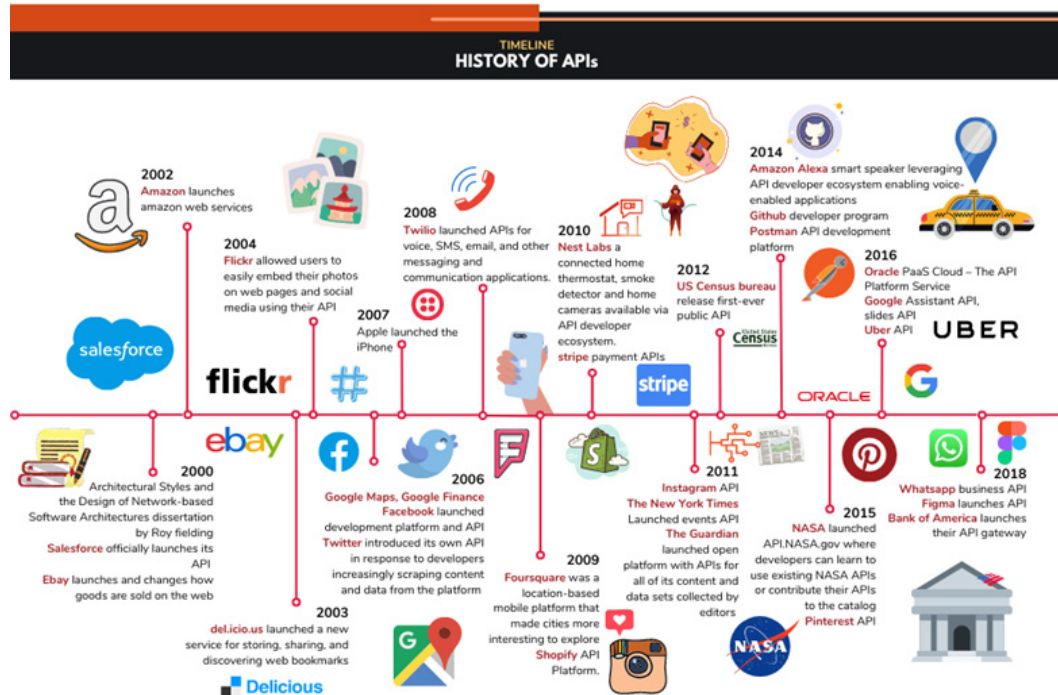 TIMELINE
HISTORY OF APIs
2002
Amazon launches
amazon web services
a
2004
Flickr allowed users to
easily embed their photos
on web pages and social
media using their API
2007
Apple launched the
iPhone
2008
Twilio launched APIs for
voice, SMS, email, and other
messaging and
communication applications.
2010
Nest Labs a
connected home
thermostat, smoke
detector and home
cameras available via
API developer
ecosystem.
stripe payment APIs
2012
US Census bureau
release first-ever
public API
2014
Amazon Alexa smart speaker leveraging
API developer ecosystem enabling voice-
enabled applications
Github developer program
Postman API development
platform
2016
Oracle PaaS Cloud – The API
Platform Service
Google Assistant API,
slides API
Uber API
UBER
salesforce
flickr
#
stripe
United States
Census
ORACLE
G
ebay
f
S
NEWS
2000
Architectural Styles and
the Design of Network-based
Software Architectures dissertation
by Roy fielding
Salesforce officially launches its
API
Ebay launches and changes how
goods are sold on the web
2003
del.icio.us launched a new
service for storing, sharing, and
discovering web bookmarks
Delicious
2006
Google Maps, Google Finance
Facebook launched
development platform and API
Twitter introduced its own API
in response to developers
increasingly scraping content
and data from the platform
G
2009
Foursquare was a
location-based
mobile platform that
made cities more
interesting to explore
Shopify API
Platform.
2011
Instagram API
The New York Times
Launched events API
The Guardian
launched open
platform with APIs for
all of its content and
data sets collected by
editors
NASA
2015
NASA launched
API.NASA.gov where
developers can learn to
use existing NASA APIs
or contribute their APIs
to the catalog
Pinterest API
2018
Whatsapp business API
Figma launches API
Bank of America launches
their API gateway